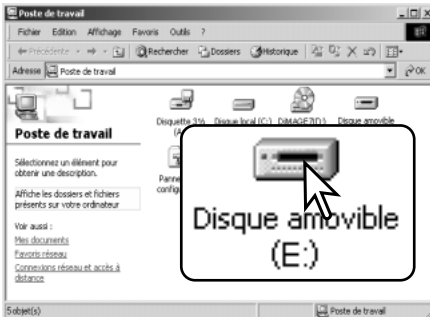 Poste de travail
Fichier Edition Affichage Favoris Outils ?
Précédente Rechercher Dossiers Historique
Adresse Poste de travail OK
Disquette 3½ (A Disque local (C:) DiMAGE7(D:) Disque amovible
Poste de travail
Panne
config
Sélectionnez un élément pour
obtenir une description.
Affiche les dossiers et fichiers
présents sur votre ordinateur
Voir aussi :
Mes documents
Favoris réseau
Connexions réseau et accès à
distance
Disque amovible
(E:)
5 objet(s) Poste de travail